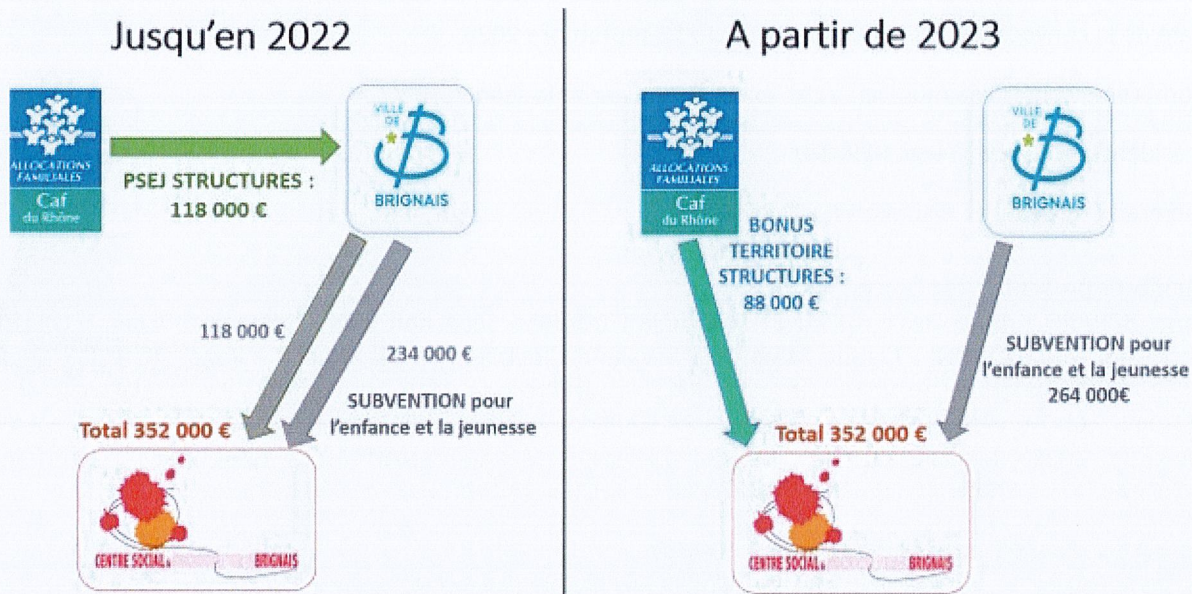 Jusqu'en 2022
ALLOCATIONS
FAMILIALES
Caf
du Rhône
PSEJ STRUCTURES :
118 000 €
VILLE
DE
B
BRIGNAIS
118 000 €
234 000 €
SUBVENTION pour
l'enfance et la jeunesse
Total 352 000 €
CENTRE SOCIAL & BRIGNAIS
A partir de 2023
ALLOCATIONS
FAMILIALES
Caf
du Rhône
VILLE
DE
B
BRIGNAIS
BONUS
TERRITOIRE
STRUCTURES :
88 000 €
SUBVENTION pour
l'enfance et la jeunesse
264 000€
Total 352 000 €
CENTRE SOCIAL & BRIGNAIS